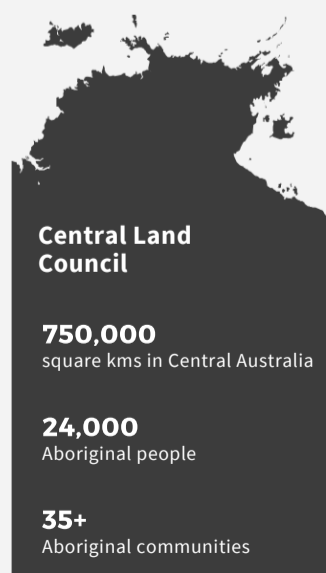 Central Land
Council
750,000
square kms in Central Australia
24,000
Aboriginal people
35+
Aboriginal communities